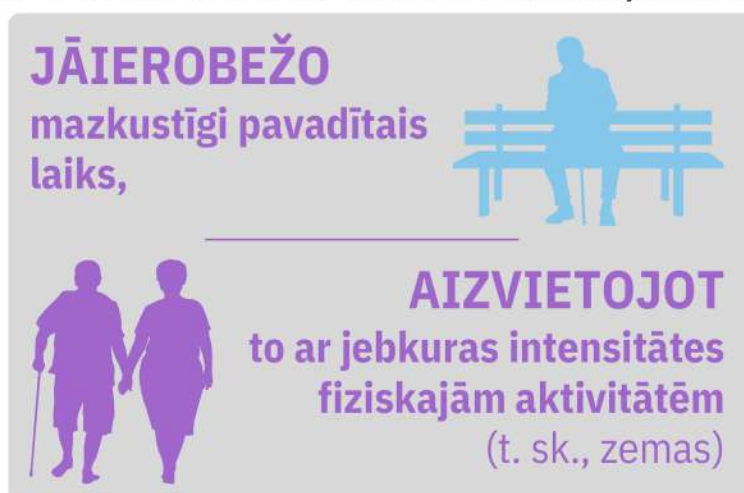 JĀIEROBEŽO
mazkustīgi pavadītais
laiks,
AIZVIETOJOT
to ar jebkuras intensitātes
fiziskajām aktivitātēm
(t. sk., zemas)